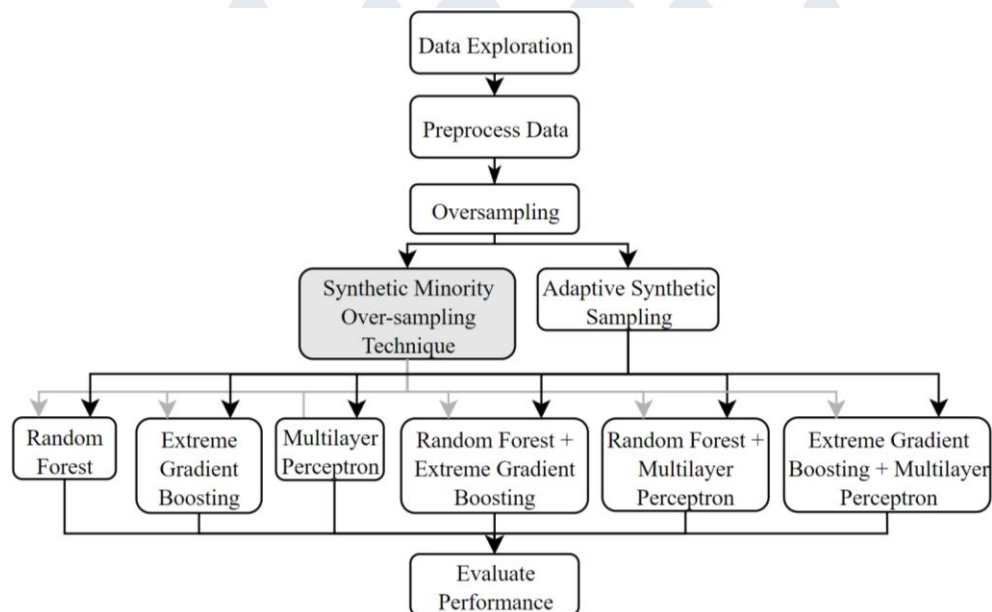 Data Exploration
Preprocess Data
Oversampling
Synthetic Minority
Over-sampling
Technique
Adaptive Synthetic
Sampling
Random
Forest
Extreme
Gradient
Boosting
Multilayer
Perceptron
Random Forest +
Extreme Gradient
Boosting
Random Forest +
Multilayer
Perceptron
Extreme Gradient
Boosting + Multilayer
Perceptron
Evaluate
Performance